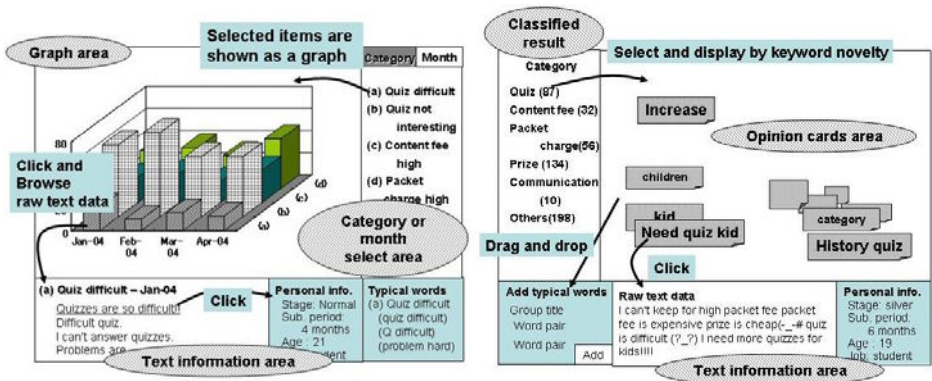 Graph area
Selected items are
shown as a graph
Category Month
(a) Quiz difficult
(b) Quiz not
interesting
(c) Content fee
high
(d) Packet
charge high
80
Click and
Browse
raw text data
0
Jan-04
Feb-
04
Mar-
04
Apr-04
(a)
(b)
(c)
(d)
Category or
month
select area
(a) Quiz difficult – Jan-04
Quizzes are so difficult!
Difficult quiz.
I can't answer quizzes.
Problems are
Click
Personal info.
Stage: Normal
Sub. period:
4 months
Age : 21
Typical words
(a) Quiz difficult
(quiz difficult)
(Q difficult)
(problem hard)
Text information area
Classified
result
Select and display by keyword novelty
Category
Quiz (87)
Content fee (32)
Packet
charge(56)
Prize (134)
Communication
(10)
Others(198)
Increase
Opinion cards area
children
kid
Need quiz kid
category
History quiz
Drag and drop
Click
Add typical words
Group title
Word pair
Word pair
Add
Raw text data
I can't keep for high packet fee packet
fee is expensive prize is cheap(-_-# quiz
is difficult (?_?) I need more quizzes for
kids!!!!
Personal info.
Stage: silver
Sub. period:
6 months
Age : 19
Job: student
Text information area